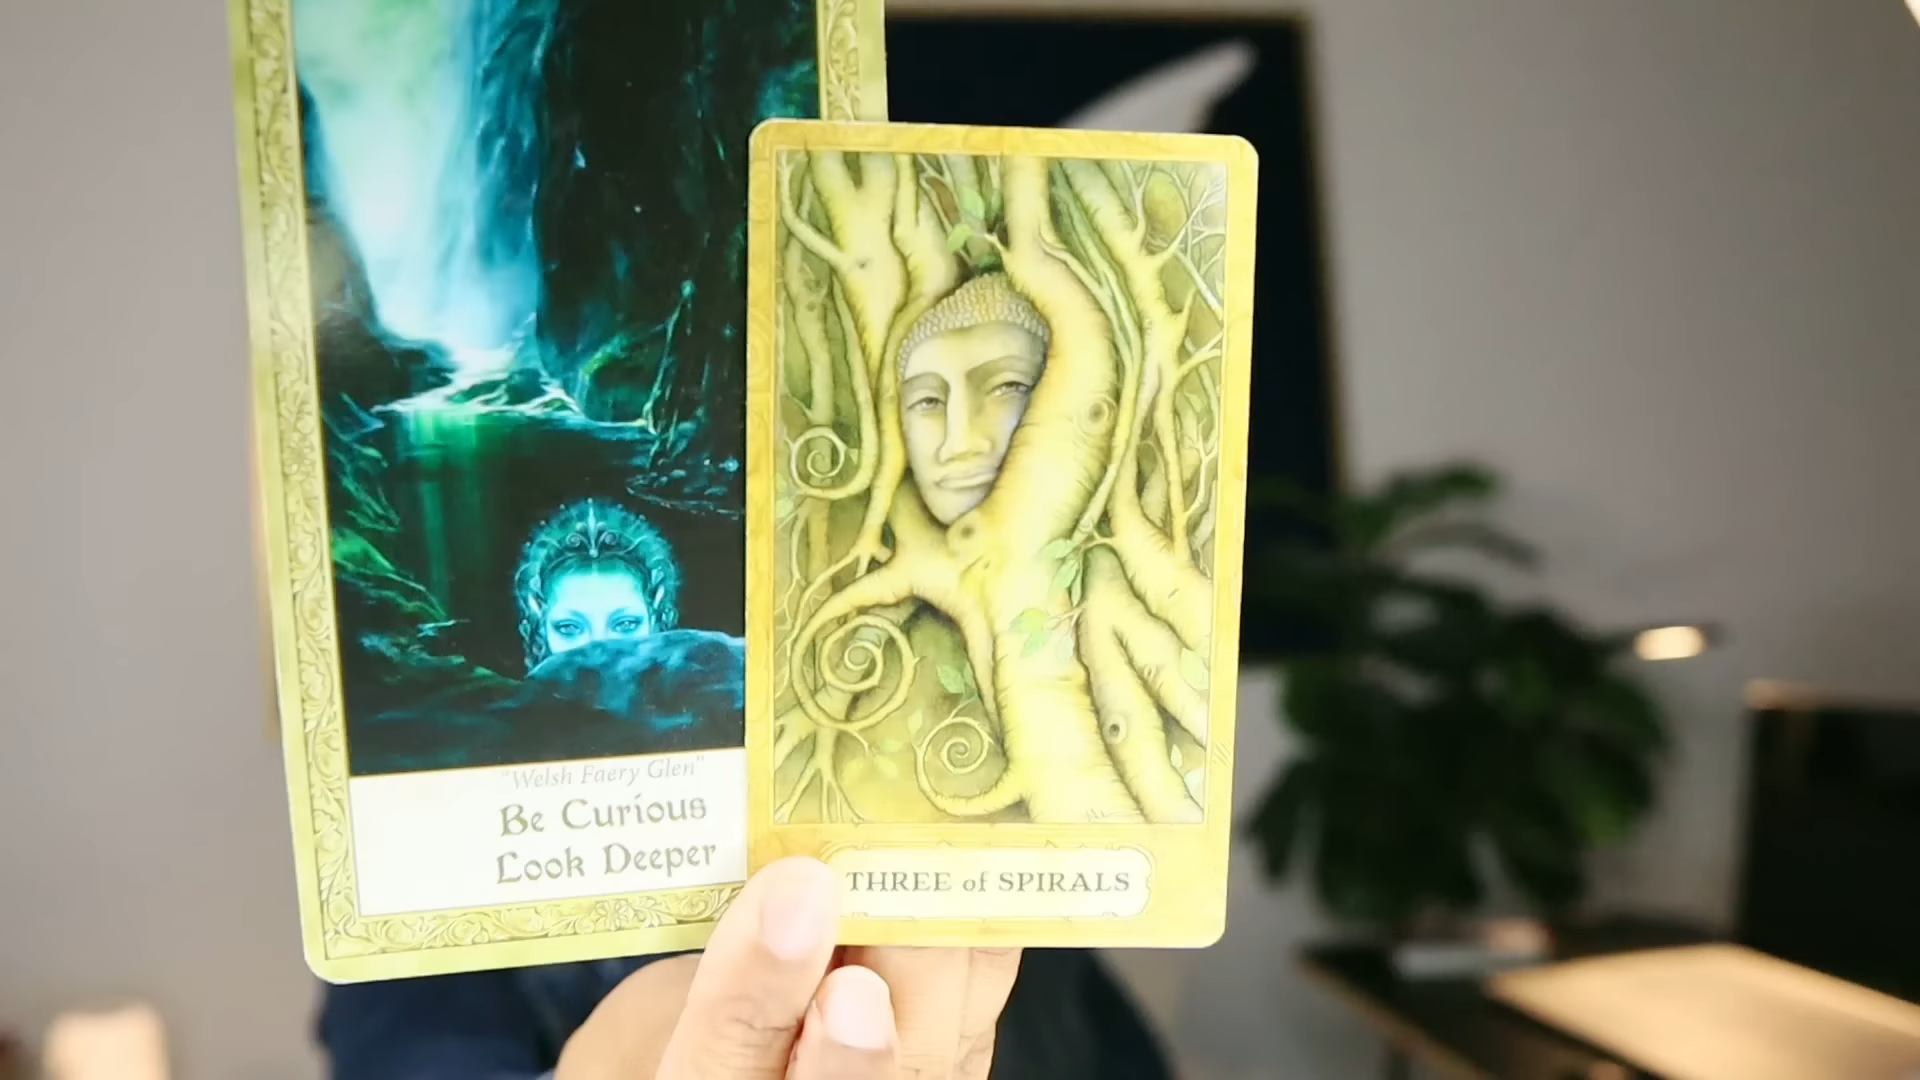 "Welsh Faery Glen"
Be Curious
Look Deeper
THREE of SPIRALS